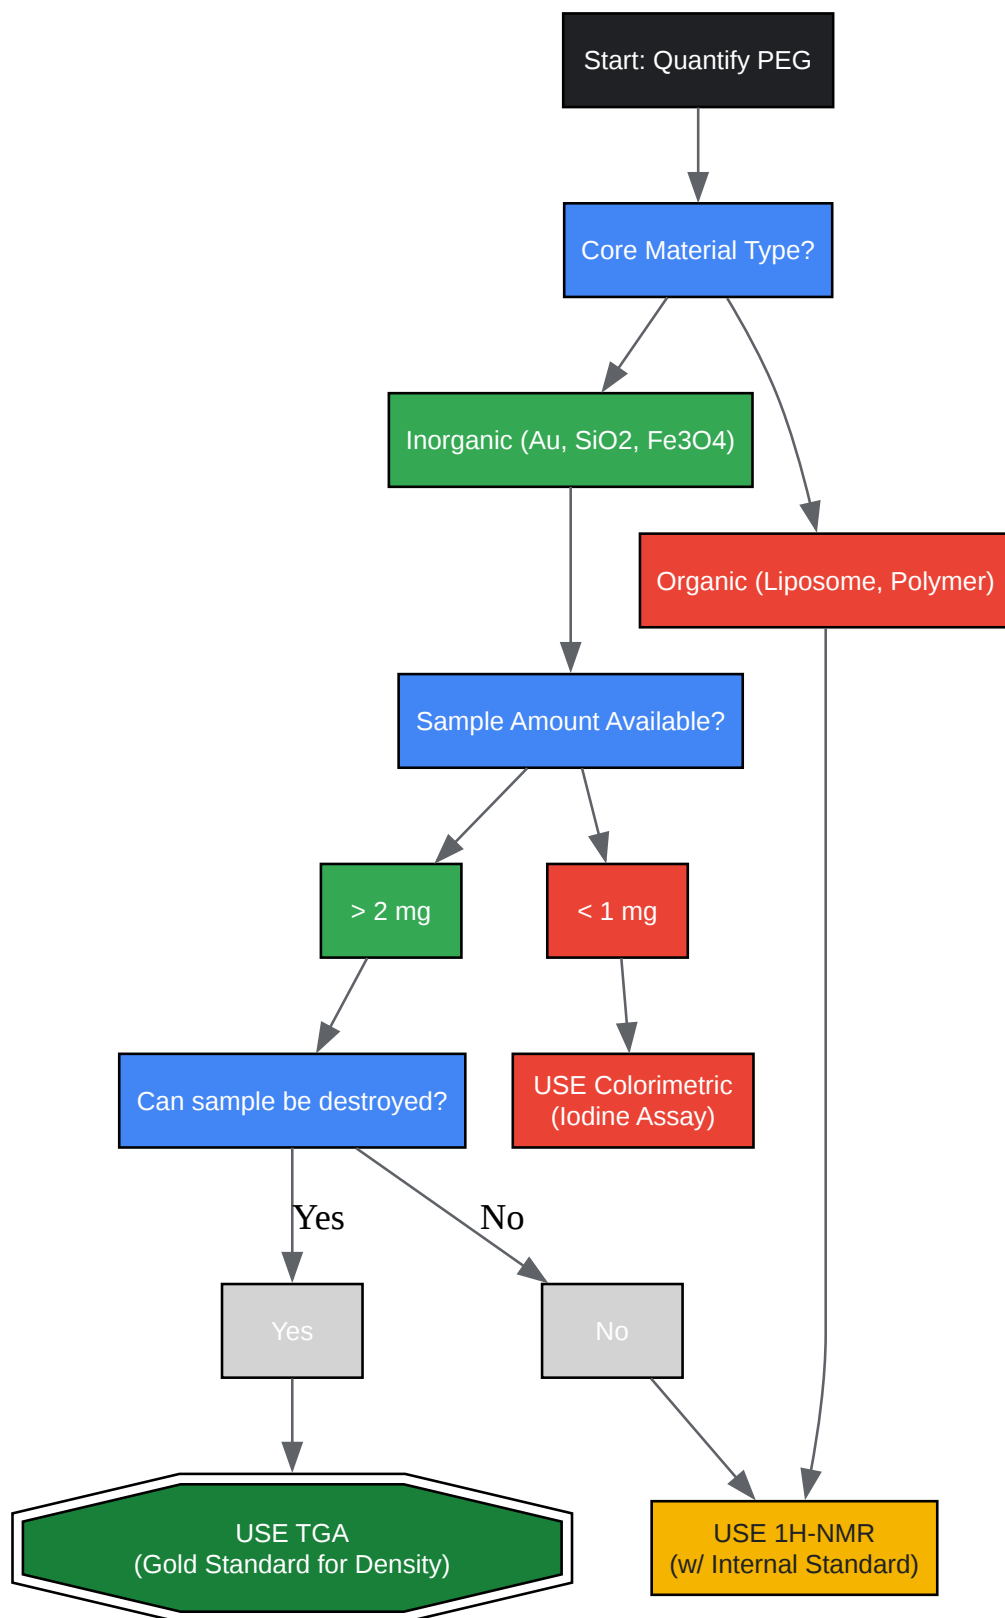 Start: Quantify PEG
Core Material Type?
Inorganic (Au, SiO2, Fe3O4)
Organic (Liposome, Polymer)
Sample Amount Available?
> 2 mg
< 1 mg
Can sample be destroyed?
USE Colorimetric
(Iodine Assay)
Yes
No
Yes
No
USE TGA
(Gold Standard for Density)
USE 1H-NMR
(w/ Internal Standard)